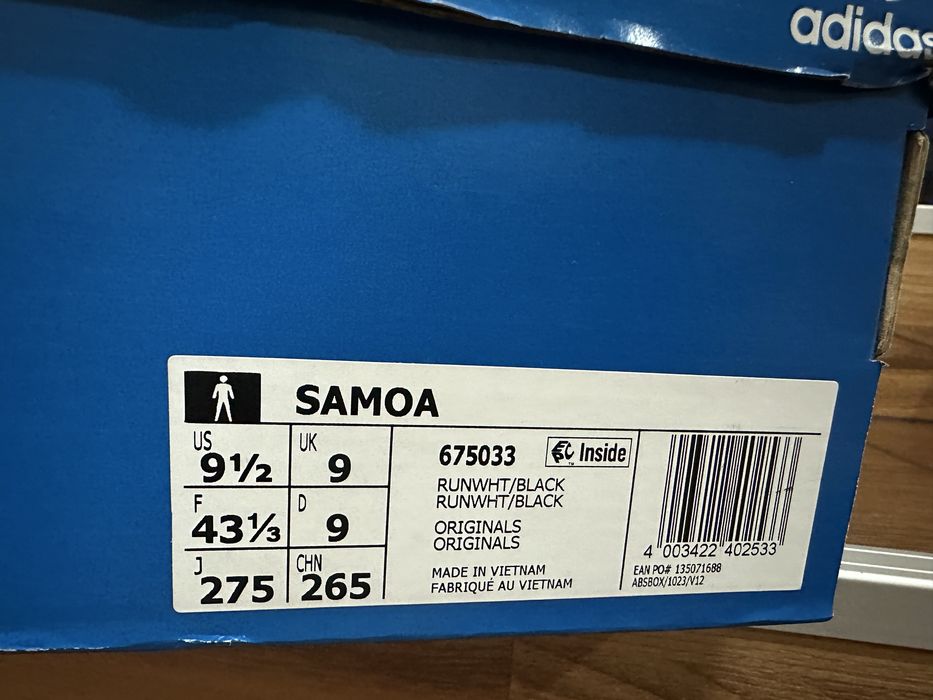 adidas
SAMOA
US
9½
UK
9
F
43⅓
D
9
J
275
CHN
265
675033
Inside
™
RUNWHT/BLACK
RUNWHT/BLACK
ORIGINALS
ORIGINALS
MADE IN VIETNAM
FABRIQUÉ AU VIETNAM
4 003422 402533
EAN PO# 135071688
ABSBOX/1023/V12